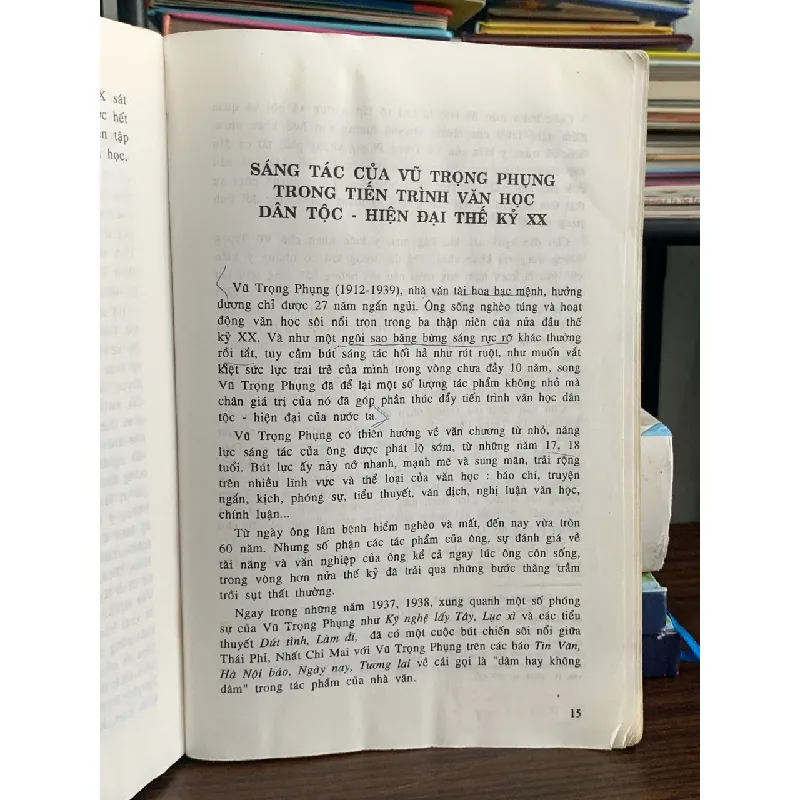 X sát
ực hết
ện tập
học.
SÁNG TÁC CỦA VŨ TRỌNG PHỤNG
TRONG TIẾN TRÌNH VĂN HỌC
DÂN TỘC - HIỆN ĐẠI THẾ KỶ XX
Vũ Trọng Phụng (1912-1939), nhà văn tài hoa bạc mệnh, hưởng
dương chỉ được 27 năm ngắn ngủi. Ông sống nghèo túng và hoạt
động văn học sôi nổi trọn trong ba thập niên của nửa đầu thế
kỷ XX. Và như một ngôi sao băng bừng sáng rực rỡ khác thường
rồi tắt, tuy cầm bút sáng tác hối hả như rút ruột, như muốn vắt
kiệt sức lực trai trẻ của mình trong vòng chưa đầy 10 năm, song
Vũ Trọng Phụng đã để lại một số lượng tác phẩm không nhỏ mà
chân giá trị của nó đã góp phần thúc đẩy tiến trình văn học dân
tộc - hiện đại của nước ta.
Vũ Trọng Phụng có thiên hướng về văn chương từ nhỏ, năng
lực sáng tác của ông được phát lộ sớm, từ những năm 17, 18
tuổi. Bút lực ấy nở nhanh, mạnh mẽ và sung mãn, trải rộng
trên nhiều lĩnh vực và thể loại của văn học : báo chí, truyện
ngắn, kịch, phóng sự, tiểu thuyết, văn dịch, nghị luận văn học,
chính luận...
Từ ngày ông lâm bệnh hiểm nghèo và mất, đến nay vừa tròn
60 năm. Nhưng số phận các tác phẩm của ông, sự đánh giá về
tài năng và văn nghiệp của ông kể cả ngay lúc ông còn sống,
trong vòng hơn nửa thế kỷ đã trải qua những bước thăng trầm
trồi sụt thất thường.
Ngay trong những năm 1937, 1938, xung quanh một số phóng
sự của Vũ Trọng Phụng như Kỹ nghệ lấy Tây, Lục xì và các tiểu
thuyết Dứt tình, Làm đĩ, đã có một cuộc bút chiến sôi nổi giữa
Thái Phỉ, Nhất Chi Mai với Vũ Trọng Phụng trên các báo Tin Văn,
Hà Nội báo, Ngày nay, Tương lai về cái gọi là "dâm hay không
dâm" trong tác phẩm của nhà văn.
15